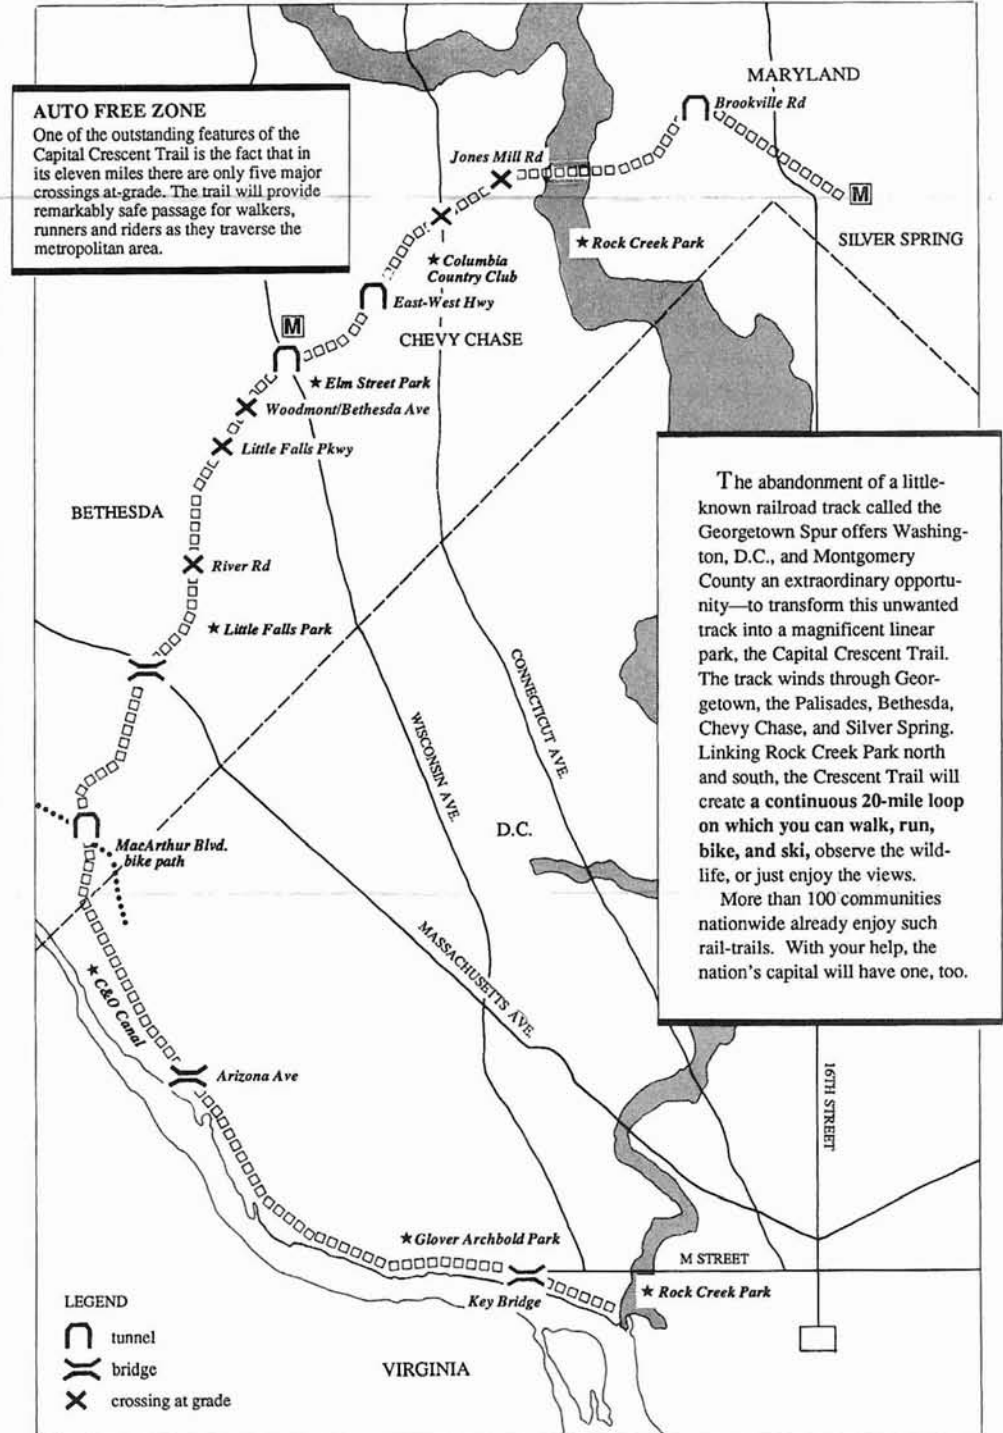 MARYLAND
AUTO FREE ZONE
One of the outstanding features of the
Capital Crescent Trail is the fact that in
its eleven miles there are only five major
crossings at-grade. The trail will provide
remarkably safe passage for walkers,
runners and riders as they traverse the
metropolitan area.
Brookville Rd
Jones Mill Rd
M
SILVER SPRING
★ Rock Creek Park
★ Columbia
Country Club
East-West Hwy
M
CHEVY CHASE
★ Elm Street Park
Woodmont/Bethesda Ave
Little Falls Pkwy
BETHESDA
River Rd
★ Little Falls Park
The abandonment of a little-
known railroad track called the
Georgetown Spur offers Washing-
ton, D.C., and Montgomery
County an extraordinary opportu-
nity—to transform this unwanted
track into a magnificent linear
park, the Capital Crescent Trail.
The track winds through Geor-
getown, the Palisades, Bethesda,
Chevy Chase, and Silver Spring.
Linking Rock Creek Park north
and south, the Crescent Trail will
create a continuous 20-mile loop
on which you can walk, run,
bike, and ski, observe the wild-
life, or just enjoy the views.
More than 100 communities
nationwide already enjoy such
rail-trails. With your help, the
nation's capital will have one, too.
CONNECTICUT AVE.
WISCONSIN AVE.
D.C.
MacArthur Blvd.
bike path
MASSACHUSETTS AVE.
★ C&O Canal
Arizona Ave
16TH STREET
★ Glover Archbold Park
M STREET
Key Bridge
★ Rock Creek Park
VIRGINIA
LEGEND
tunnel
bridge
crossing at grade